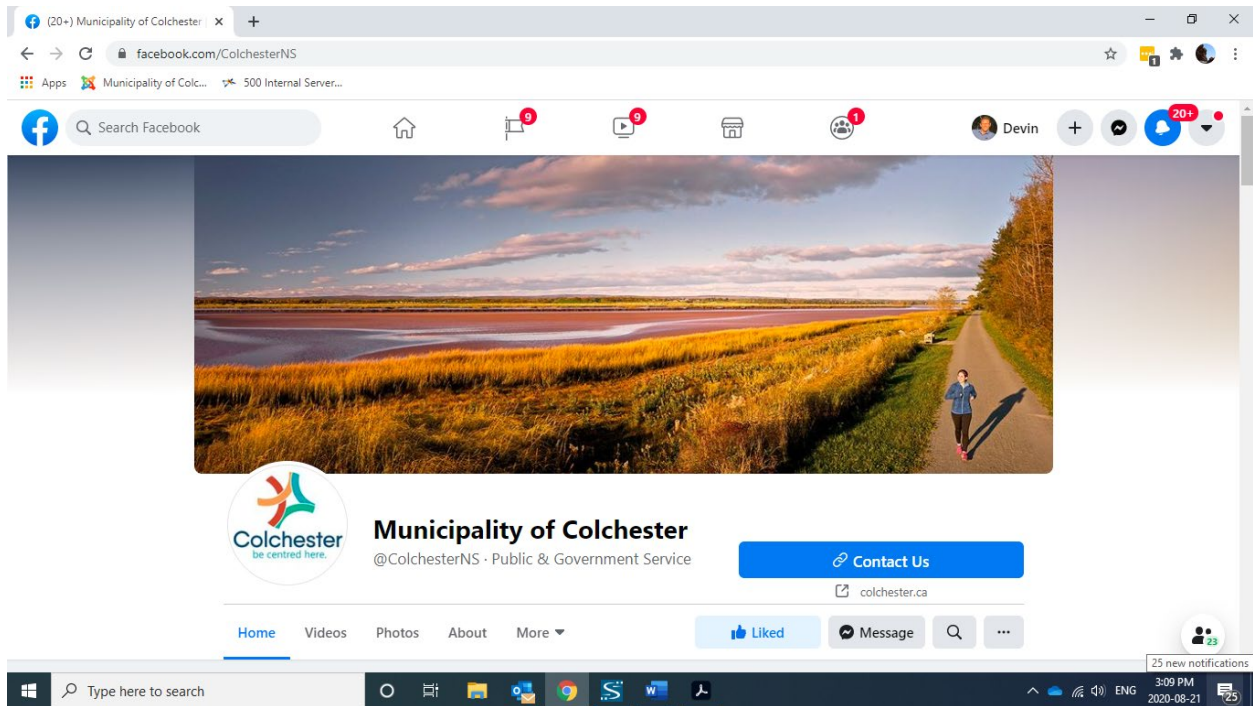 (20+) Municipality of Colchester
facebook.com/ColchesterNS
1
Apps
Municipality of Colc...
500 Internal Server...
Search Facebook
9
9
1
Devin
20+
Colchester
be centred here.
Municipality of Colchester
@ColchesterNS · Public & Government Service
Contact Us
colchester.ca
Home
Videos
Photos
About
More
Liked
Message
...
23
25 new notifications
Type here to search
ENG
3:09 PM
2020-08-21
25